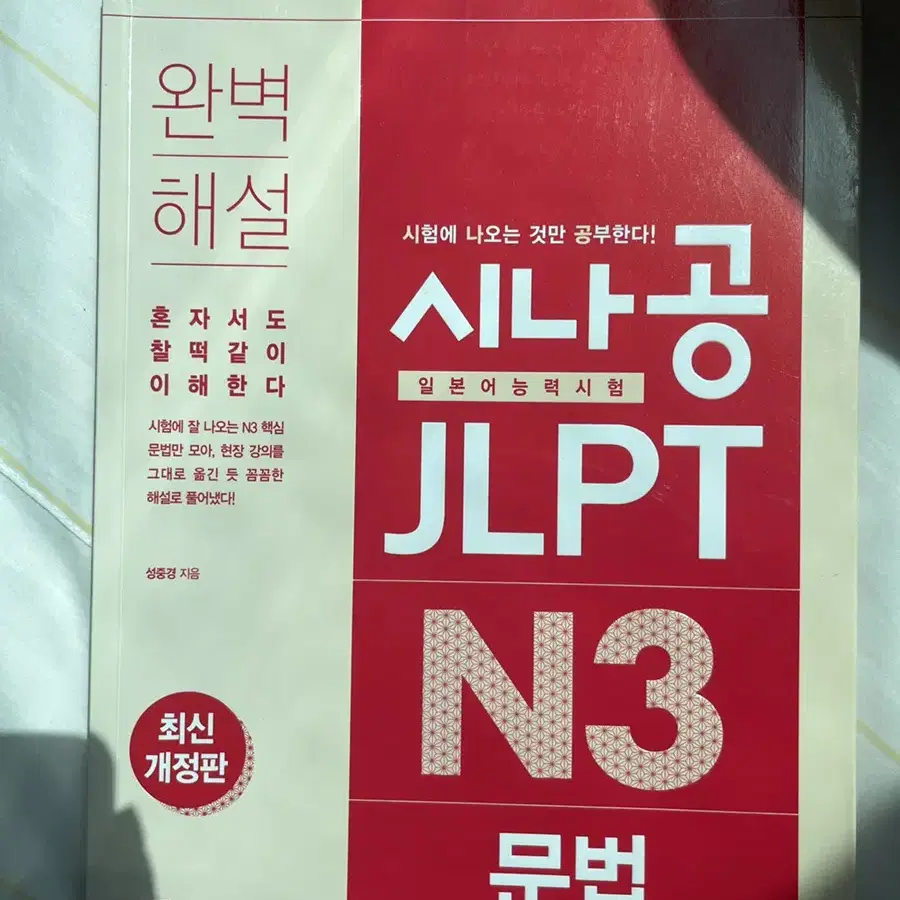 완벽
해설
혼자서도
찰떡같이
이해한다
시험에 잘 나오는 N3 핵심
문법만 모아, 현장 강의를
그대로 옮긴 듯 꼼꼼한
해설로 풀어냈다!
성중경 지음
최신
개정판
시험에 나오는 것만 공부한다!
시나공
일본어능력시험
JLPT
N3
문법